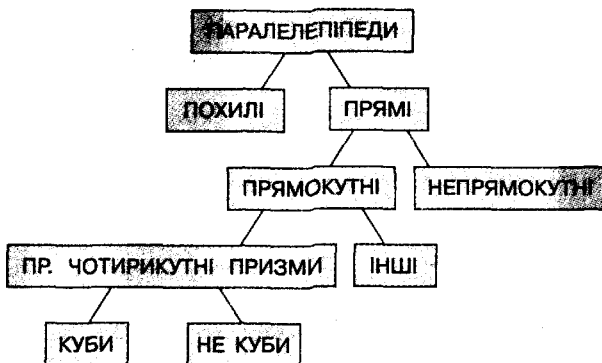 ПАРАЛЕЛЕПІПЕДИ
ПОХИЛІ
ПРЯМІ
ПРЯМОКУТНІ
НЕПРЯМОКУТНІ
ПР. ЧОТИРИКУТНІ ПРИЗМИ
ІНШІ
КУБИ
НЕ КУБИ